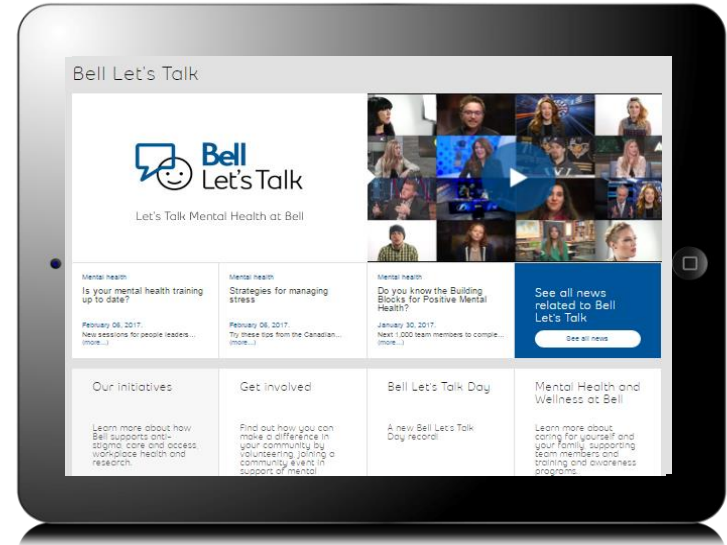 Bell Let's Talk
Bell
Let's Talk
Let's Talk Mental Health at Bell
Mental health
Is your mental health training
up to date?
February 06, 2017.
New sessions for people leaders...
(more...)
Mental health
Strategies for managing
stress
February 06, 2017.
Try these tips from the Canadian...
(more...)
Mental health
Do you know the Building
Blocks for Positive Mental
Health?
January 30, 2017.
Next 1,000 team members to comple...
(more...)
See all news
related to Bell
Let's Talk
See all news
Our initiatives
Learn more about how
Bell supports anti-
stigma, care and access,
workplace health and
research.
Get involved
Find out how you can
make a difference in
your community by
volunteering, joining a
community event in
support of mental
Bell Let's Talk Day
A new Bell Let's Talk
Day record!
Mental Health and
Wellness at Bell
Learn more about
caring for yourself and
your family, supporting
team members and
training and awareness
programs.